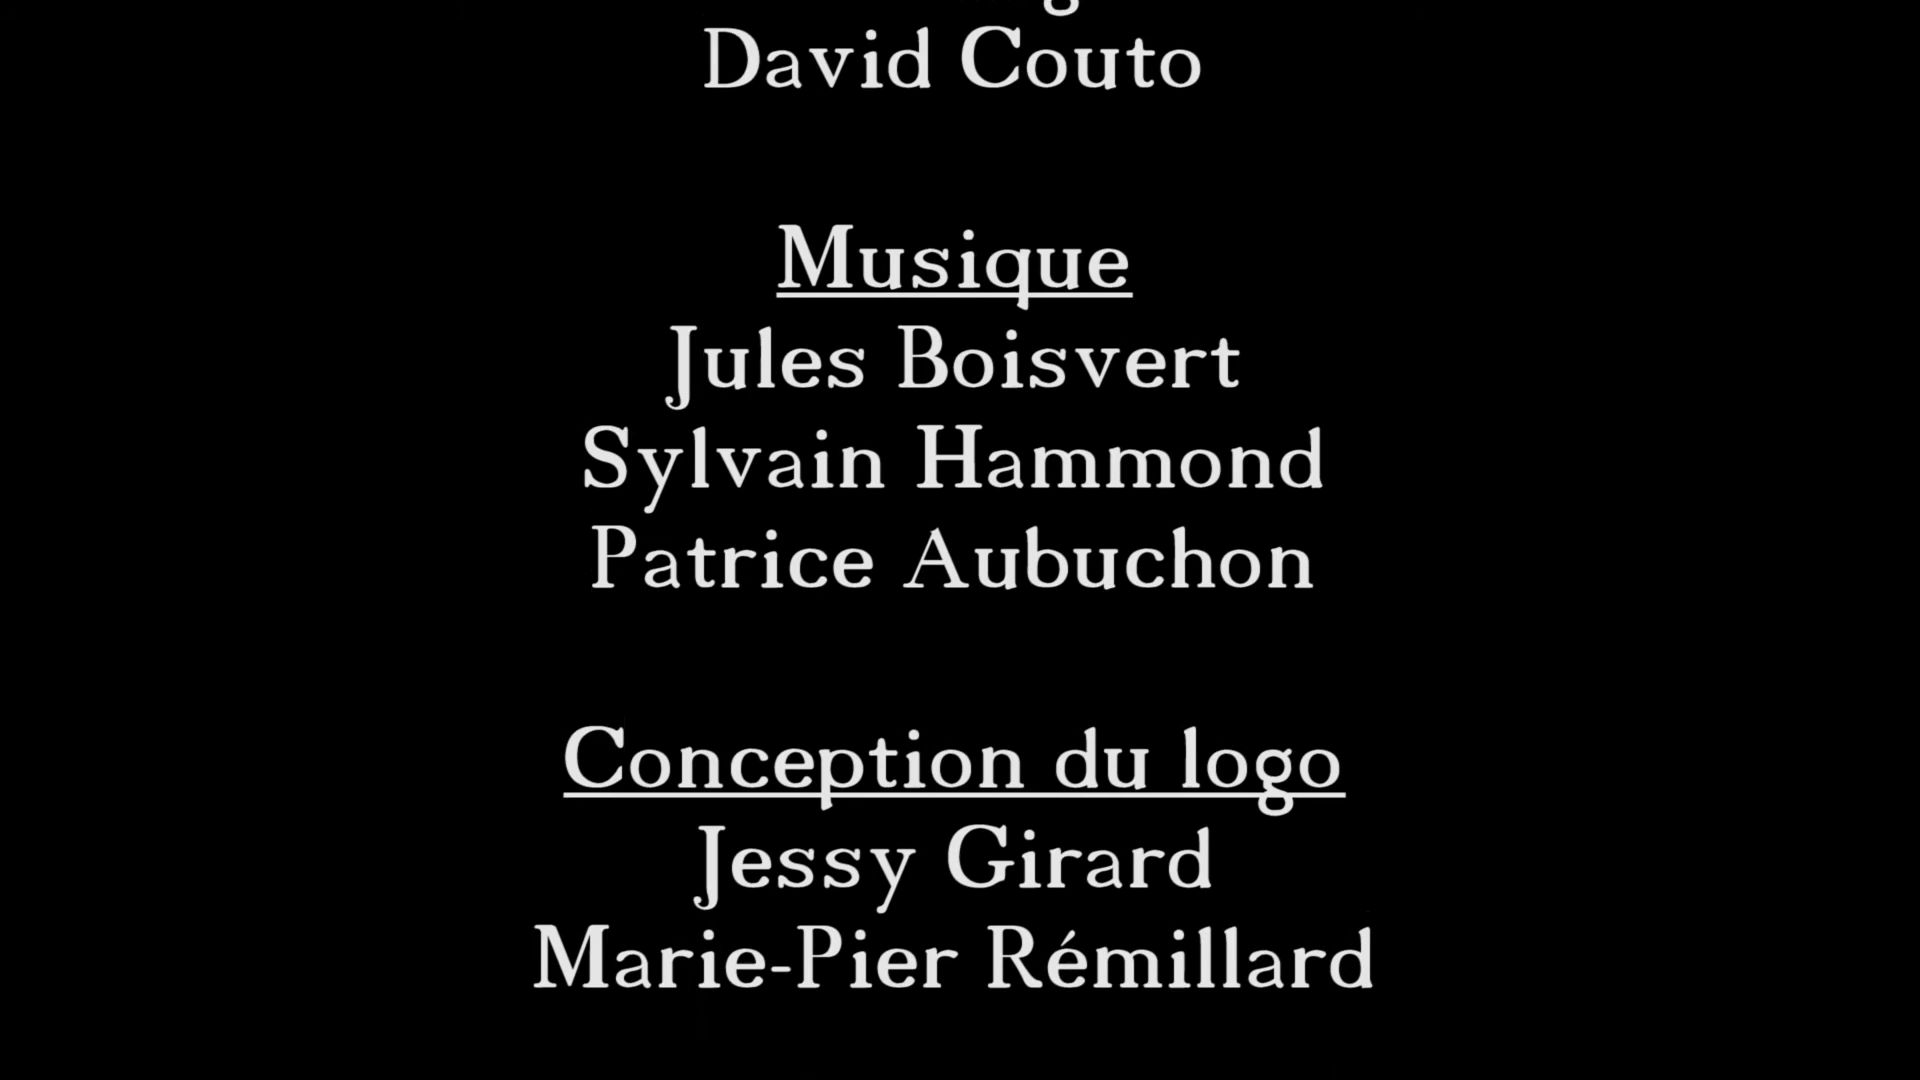 David Couto
Musique
Jules Boisvert
Sylvain Hammond
Patrice Aubuchon
Conception du logo
Jessy Girard
Marie-Pier Rémillard